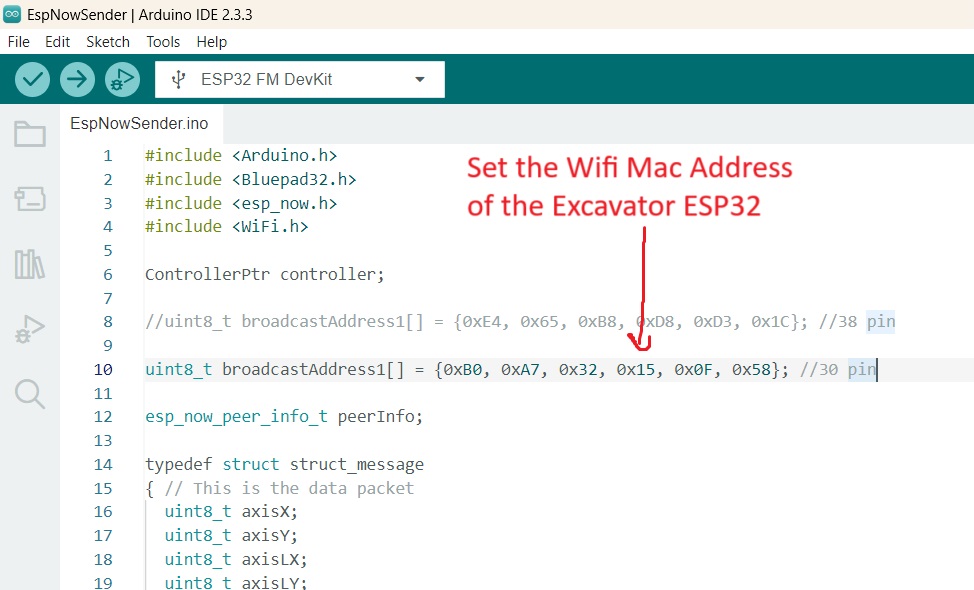 EspNowSender | Arduino IDE 2.3.3
File Edit Sketch Tools Help
ESP32 FM DevKit
EspNowSender.ino
1 #include <Arduino.h>
2 #include <Bluepad32.h>
3 #include <esp_now.h>
4 #include <WiFi.h>
5
6 ControllerPtr controller;
7
8 //uint8_t broadcastAddress1[] = {0xE4, 0x65, 0xB8, 0xD8, 0xD3, 0x1C}; //38 pin
9
10 uint8_t broadcastAddress1[] = {0xB0, 0xA7, 0x32, 0x15, 0x0F, 0x58}; //30 pin
11
12 esp_now_peer_info_t peerInfo;
13
14 typedef struct struct_message
15 { // This is the data packet
16 uint8_t axisX;
17 uint8_t axisY;
18 uint8_t axisLX;
19 uint8_t axisLY;
Set the Wifi Mac Address
of the Excavator ESP32